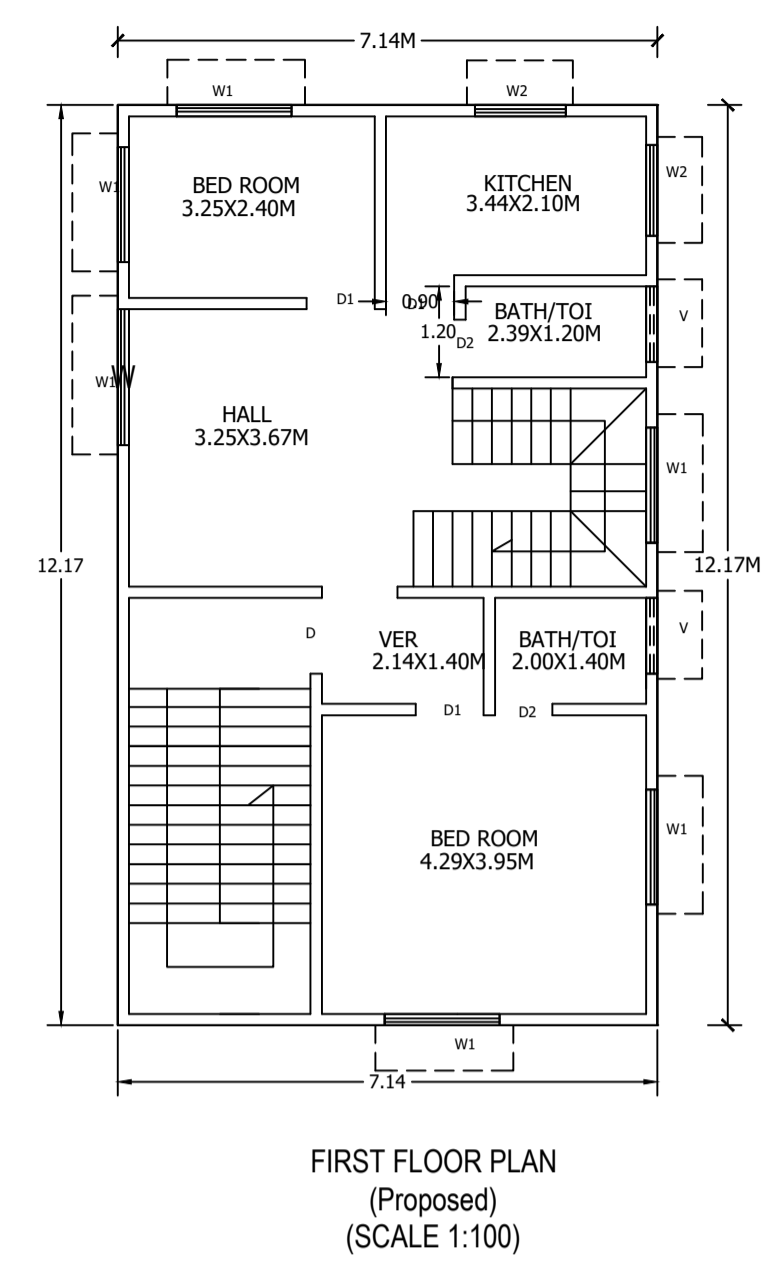 7.14M
W1
W2
W1
BED ROOM
3.25X2.40M
KITCHEN
3.44X2.10M
W2
D1
0.90
D1
BATH/TOI
2.39X1.20M
V
1.20
D2
W1
W
HALL
3.25X3.67M
W1
12.17
12.17M
D
VER
2.14X1.40M
BATH/TOI
2.00X1.40M
V
D1
D2
BED ROOM
4.29X3.95M
W1
W1
7.14
FIRST FLOOR PLAN
(Proposed)
(SCALE 1:100)